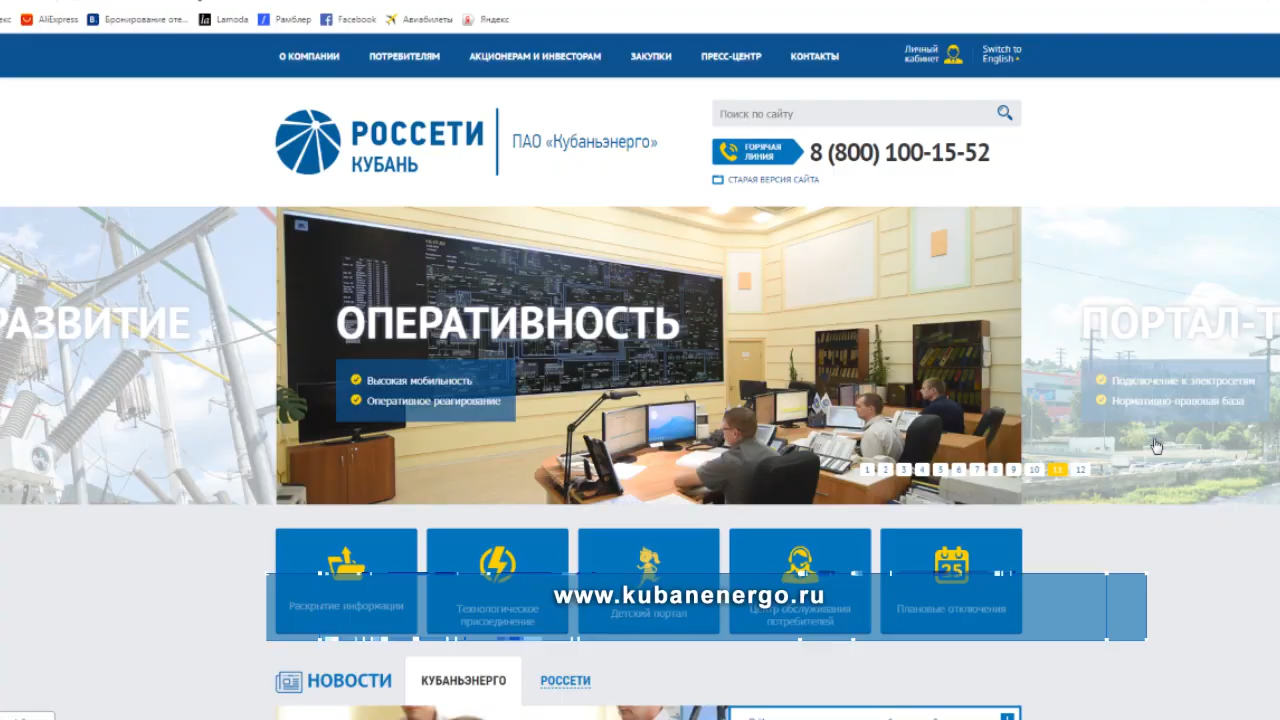 екс AliExpress Бронирование оте... Lamoda Рамблер Facebook Авиабилеты Яндекс
О КОМПАНИИ ПОТРЕБИТЕЛЯМ АКЦИОНЕРАМ И ИНВЕСТОРАМ ЗАКУПКИ ПРЕСС-ЦЕНТР КОНТАКТЫ
Личный кабинет
Switch to English
РОССЕТИ
КУБАНЬ
ПАО «Кубаньэнерго»
Поиск по сайту
ГОРЯЧАЯ ЛИНИЯ
8 (800) 100-15-52
СТАРАЯ ВЕРСИЯ САЙТА
РАЗВИТИЕ
ОПЕРАТИВНОСТЬ
Высокая мобильность
Оперативное реагирование
ПОРТАЛ-Т
Подключение к электросетям
Нормативно-правовая база
1 2 3 4 5 6 7 8 9 10 11 12
25
Раскрытие информации
Технологическое
присоединение
Детский портал
Центр обслуживания
потребителей
Плановые отключения
www.kubanenergo.ru
НОВОСТИ КУБАНЬЭНЕРГО РОССЕТИ